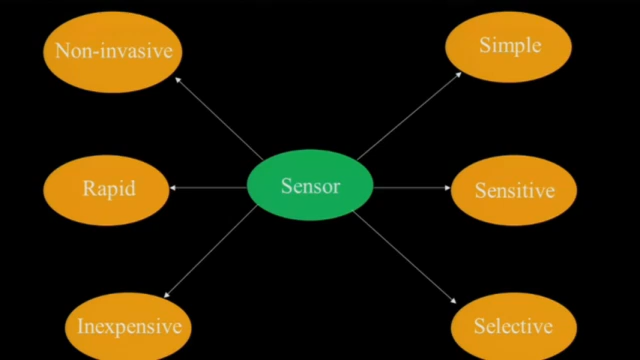 Non-invasive
Simple
Rapid
Sensor
Sensitive
Inexpensive
Selective